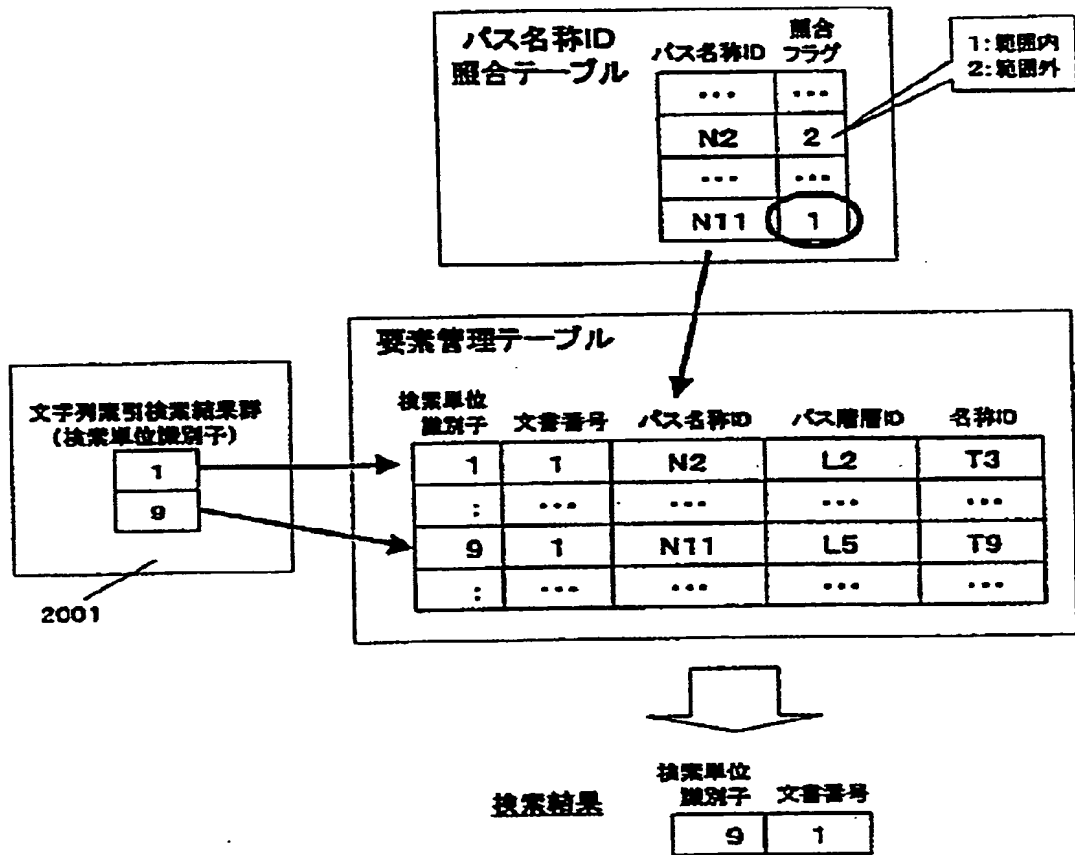 パス名称ID
照合テーブル
パス名称ID 照合フラグ
... ...
N2 2
... ...
N11 1
1:範囲内
2:範囲外
要素管理テーブル
検索単位識別子 文書番号 パス名称ID パス階層ID 名称ID
1 1 N2 L2 T3
: ... ... ... ...
9 1 N11 L5 T9
: ... ... ... ...
文字列索引検索結果群
(検索単位識別子)
1
9
2001
検索結果
検索単位識別子 文書番号
9 1